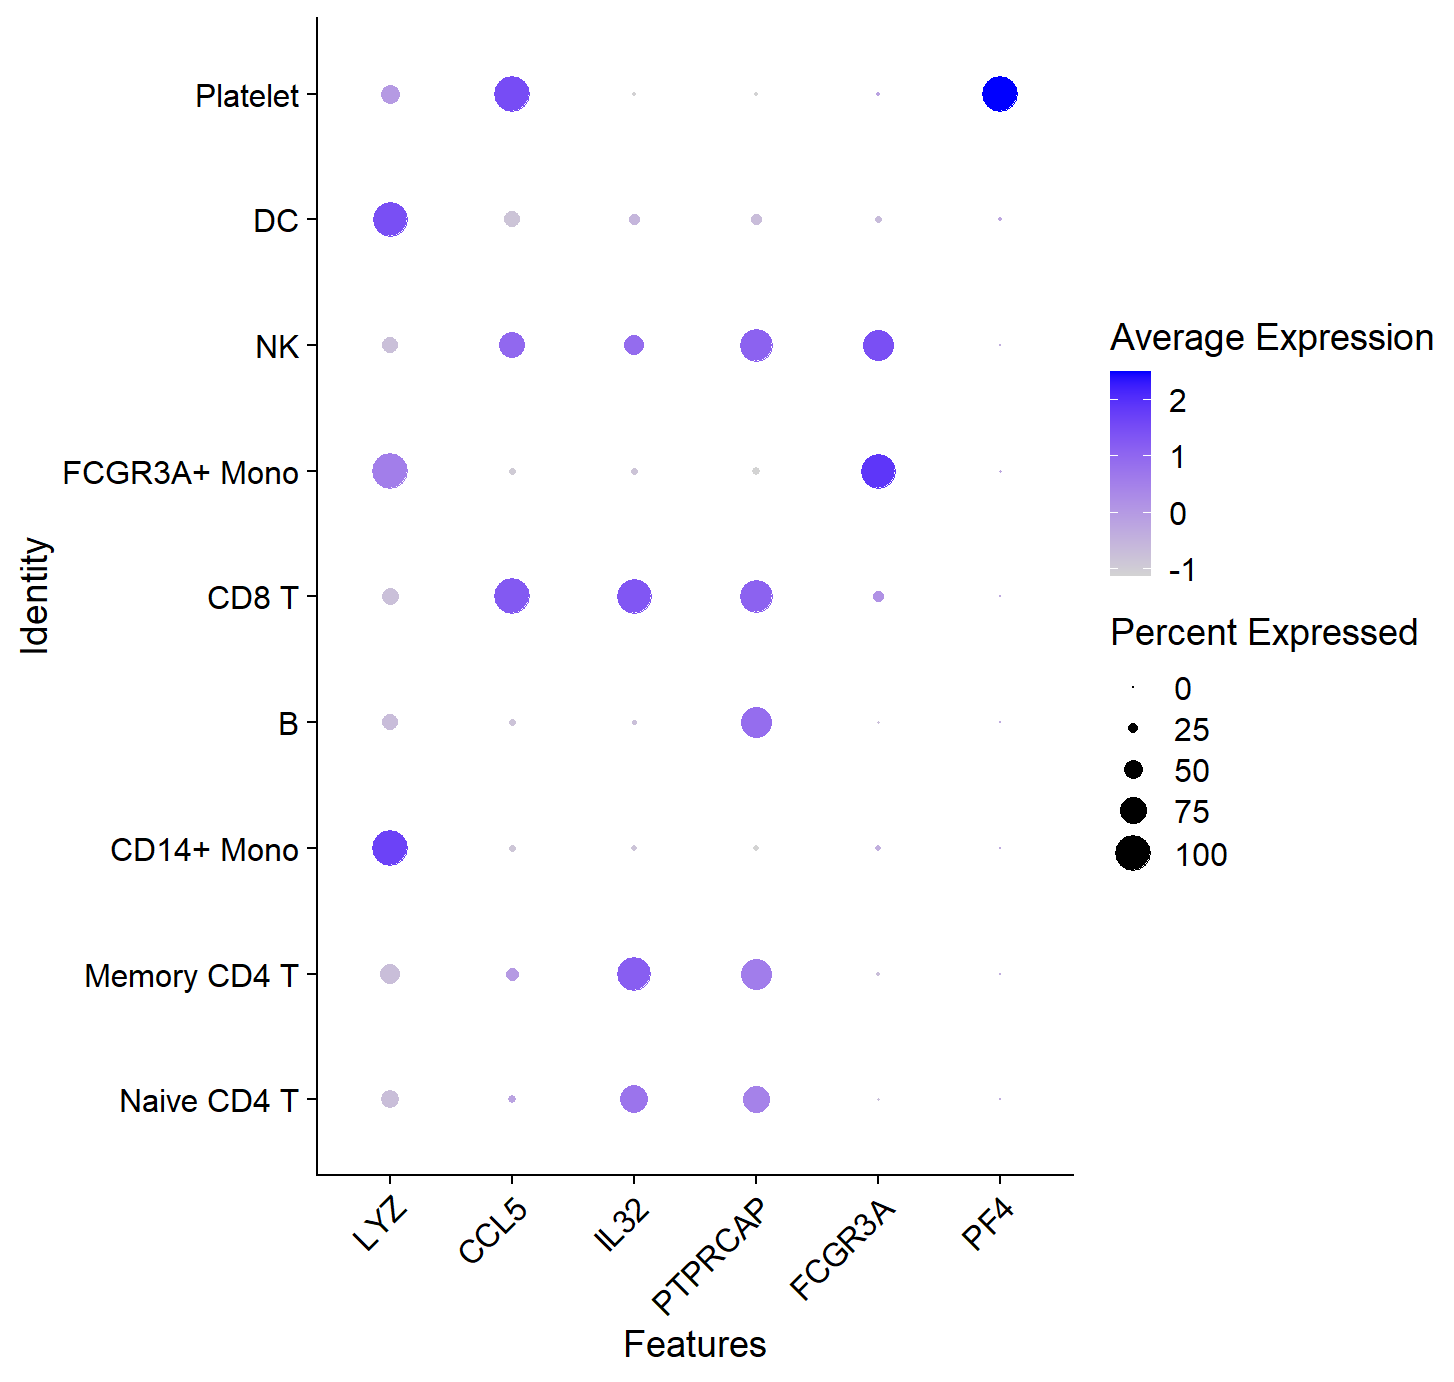 Platelet
DC
NK
FCGR3A+ Mono
CD8 T
B
CD14+ Mono
Memory CD4 T
Naive CD4 T
Identity
LYZ
CCL5
IL32
PTPRCAP
FCGR3A
PF4
Features
Average Expression
2
1
0
-1
Percent Expressed
0
25
50
75
100